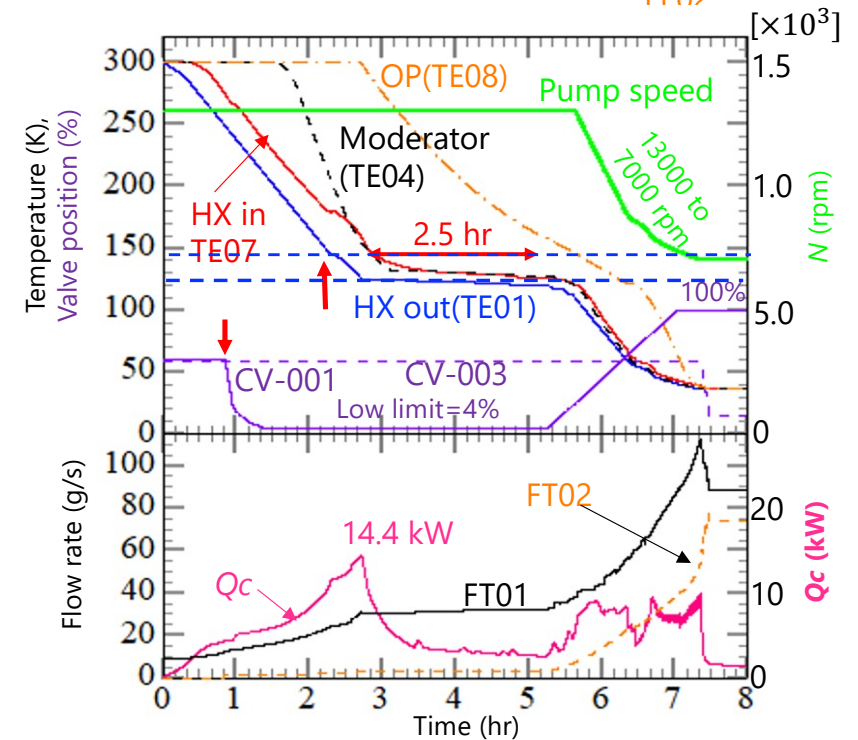 [×10³]
300
250
200
150
100
50
0
Temperature (K),
Valve position (%)
1.5
1.0
5.0
0
N (rpm)
OP(TE08)
Pump speed
13000 to
7000 rpm
Moderator
(TE04)
HX in
TE07
2.5 hr
HX out(TE01)
100%
CV-001
CV-003
Low limit=4%
100
80
60
40
20
0
Flow rate (g/s)
20
10
0
Qc (kW)
FT02
14.4 kW
Qc
FT01
0 1 2 3 4 5 6 7 8
Time (hr)